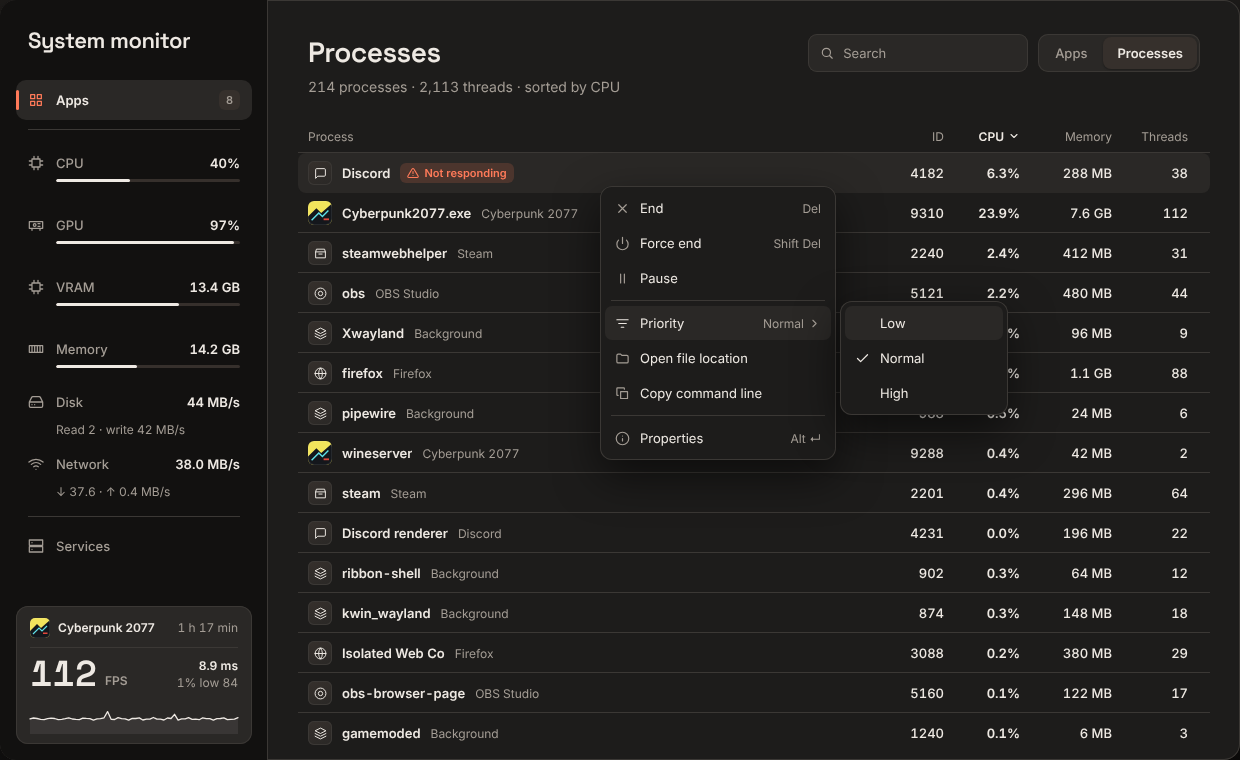 System monitor
Apps 8
CPU 40%
GPU 97%
VRAM 13.4 GB
Memory 14.2 GB
Disk 44 MB/s
Read 2 · write 42 MB/s
Network 38.0 MB/s
↓ 37.6 · ↑ 0.4 MB/s
Services
Cyberpunk 2077 1 h 17 min
112 FPS 8.9 ms
1% low 84
Processes
214 processes · 2,113 threads · sorted by CPU
Search
Apps Processes
Process ID CPU Memory Threads
Discord Not responding 4182 6.3% 288 MB 38
Cyberpunk2077.exe Cyberpunk 2077 9310 23.9% 7.6 GB 112
steamwebhelper Steam 2240 2.4% 412 MB 31
obs OBS Studio 5121 2.2% 480 MB 44
Xwayland Background % 96 MB 9
firefox Firefox % 1.1 GB 88
pipewire Background 24 MB 6
wineserver Cyberpunk 2077 9288 0.4% 42 MB 2
steam Steam 2201 0.4% 296 MB 64
Discord renderer Discord 4231 0.0% 196 MB 22
ribbon-shell Background 902 0.3% 64 MB 12
kwin_wayland Background 874 0.3% 148 MB 18
Isolated Web Co Firefox 3088 0.2% 380 MB 29
obs-browser-page OBS Studio 5160 0.1% 122 MB 17
gamemoded Background 1240 0.1% 6 MB 3
End Del
Force end Shift Del
Pause
Priority Normal
Open file location
Copy command line
Properties Alt ↵
Low
Normal
High